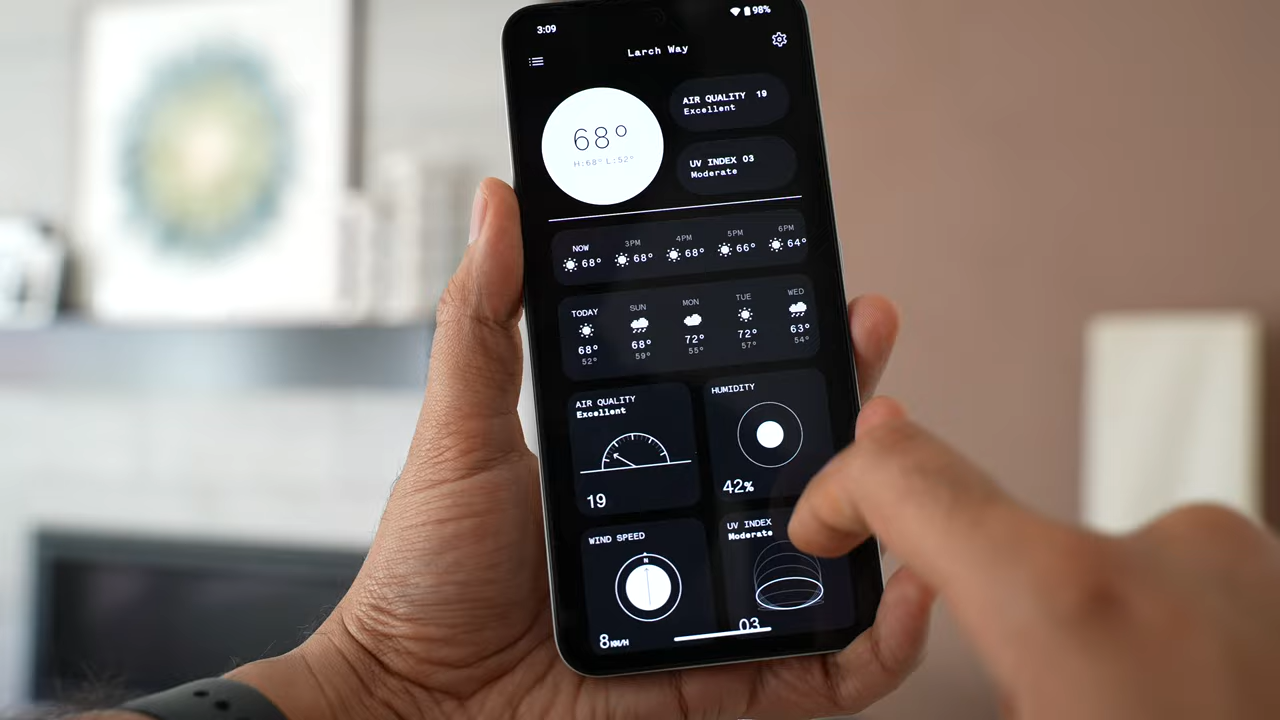 3:09
98%
Larch Way
68°
H:68° L:52°
AIR QUALITY 19
Excellent
UV INDEX 03
Moderate
NOW 3PM 4PM 5PM 6PM
68° 68° 68° 66° 64°
TODAY SUN MON TUE WED
68° 68° 72° 72° 63°
52° 59° 55° 57° 54°
AIR QUALITY
Excellent
19
HUMIDITY
42%
WIND SPEED
N
8KM/H
UV INDEX
Moderate
03